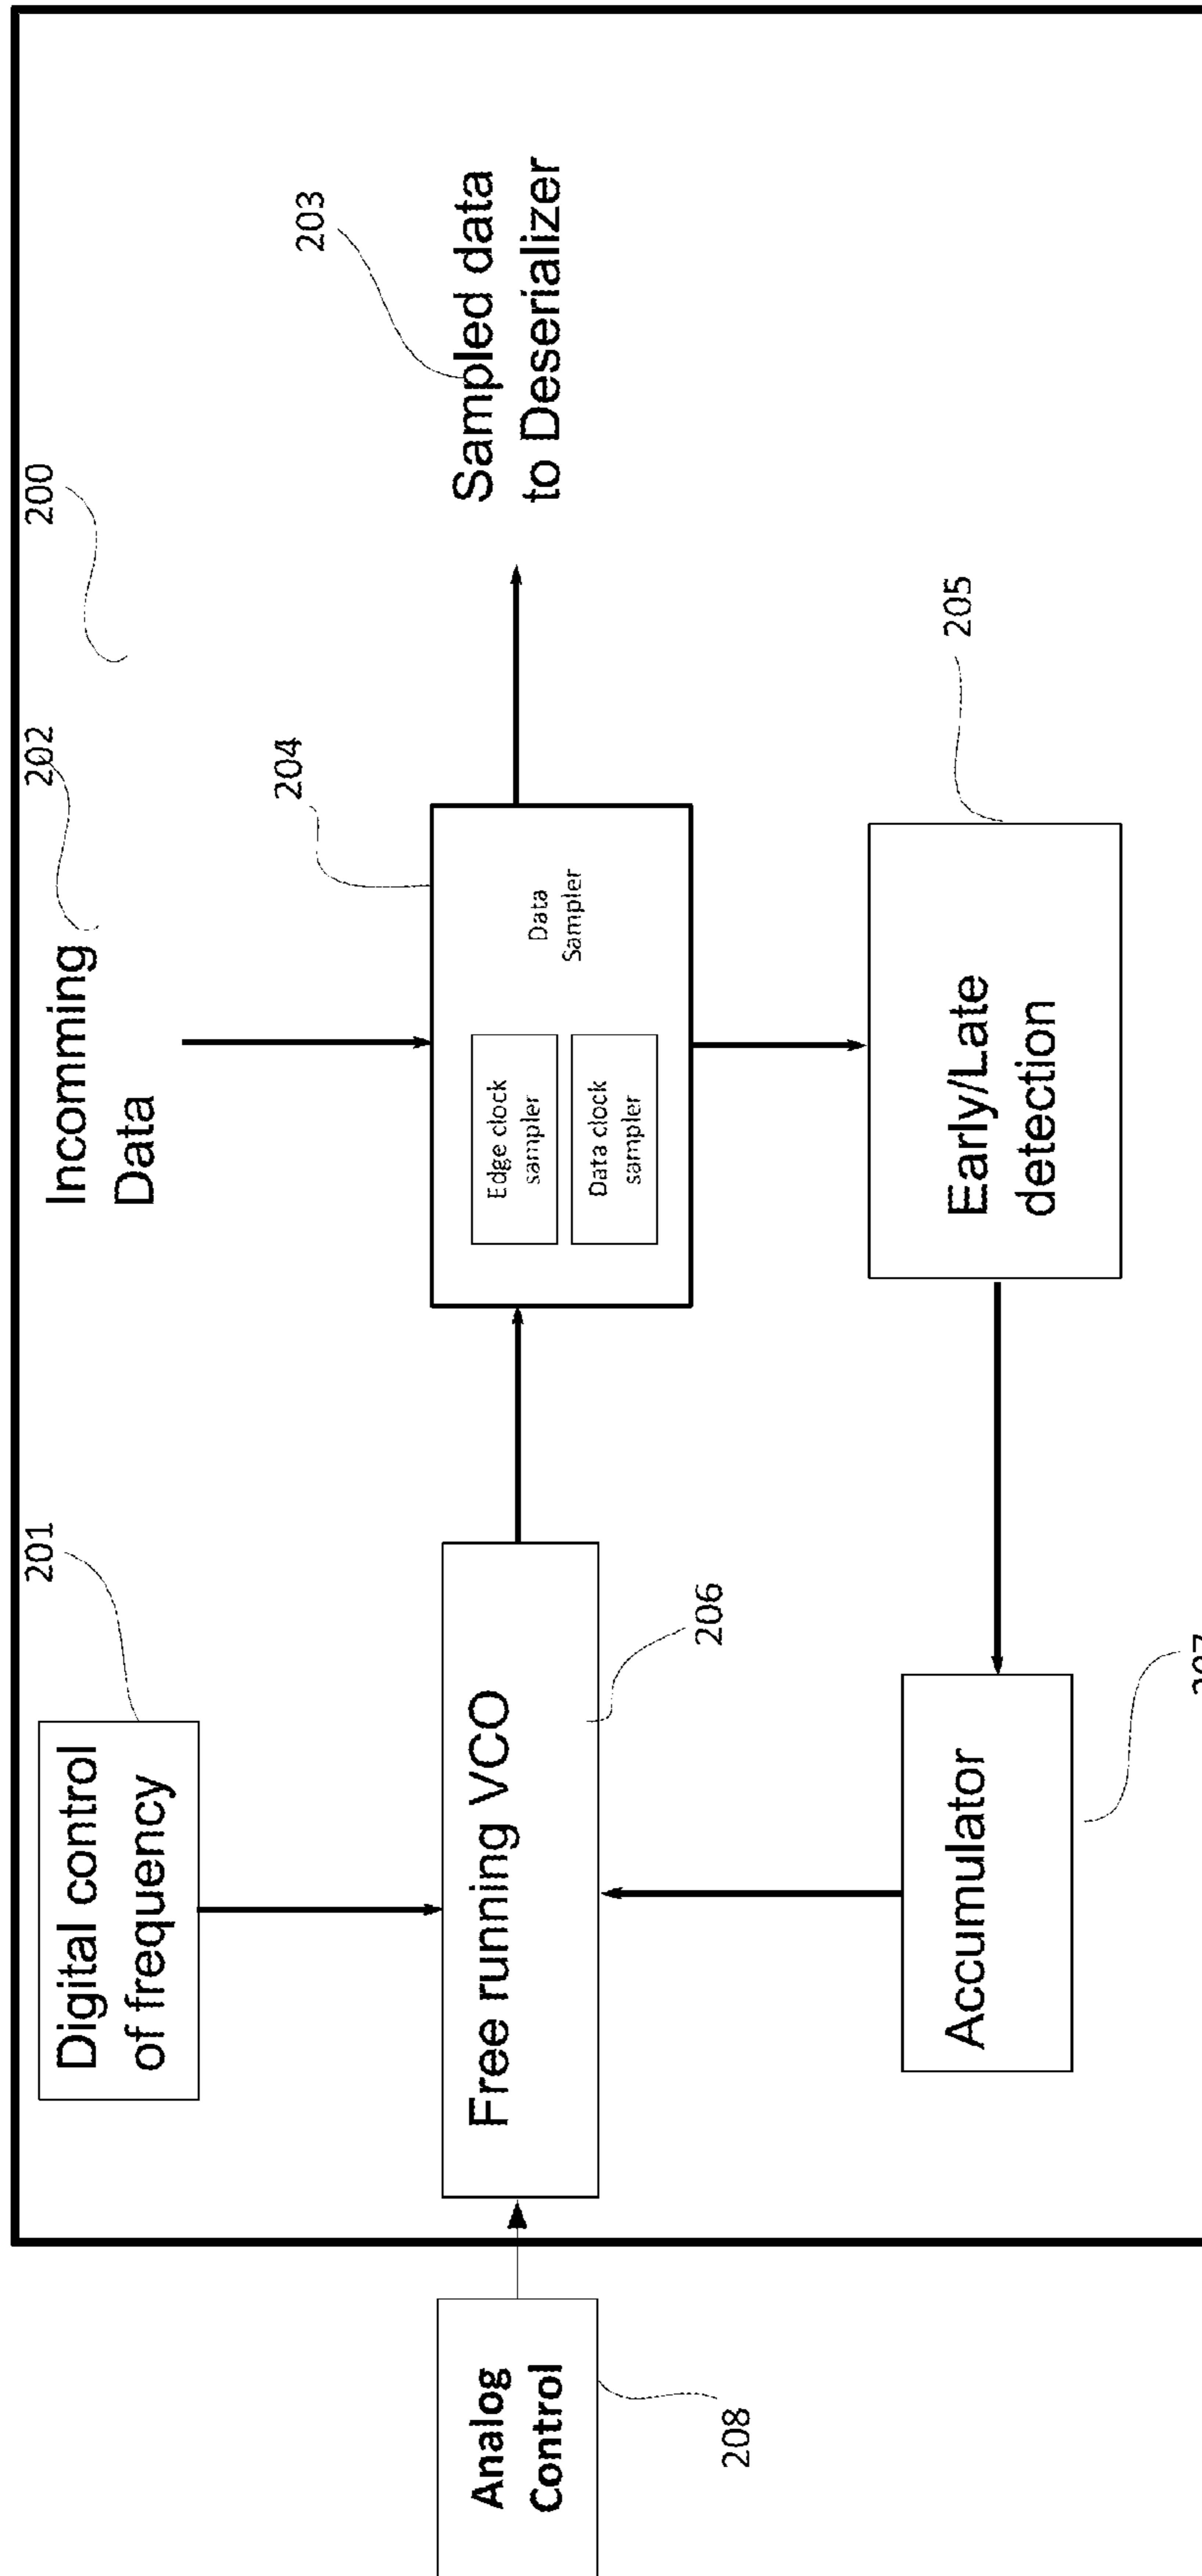 201
202
200
Digital control
of frequency
Incomming
Data
204
203
Analog
Control
Free running VCO
Edge clock
sampler
Data clock
sampler
Data
Sampler
Sampled data
to Deserializer
208
206
205
Accumulator
Early/Late
detection
207